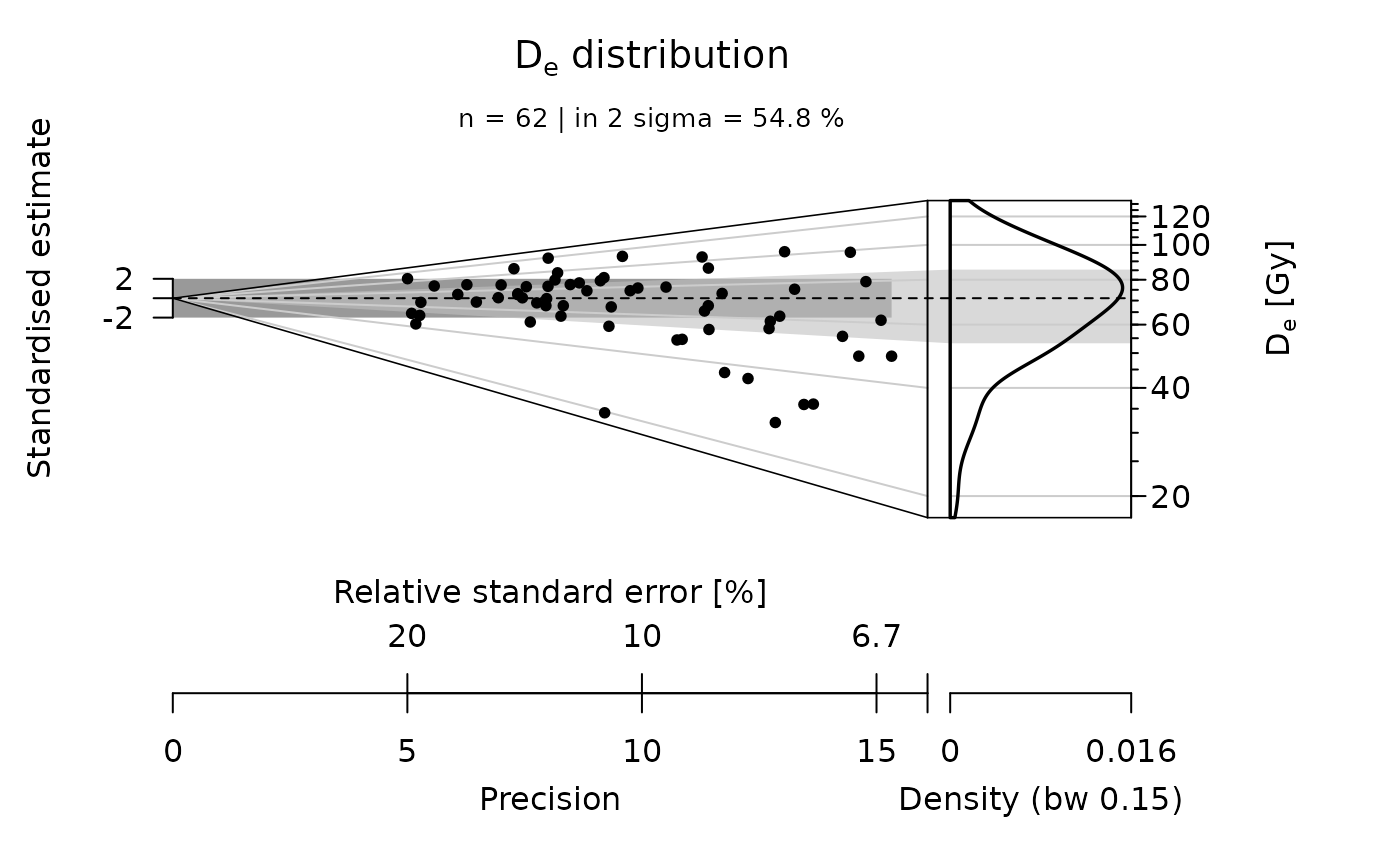 De distribution
n = 62 | in 2 sigma = 54.8 %
Standardised estimate
2
-2
120
100
80
60
40
20
De [Gy]
Relative standard error [%]
20 10 6.7
0 5 10 15 0 0.016
Precision Density (bw 0.15)